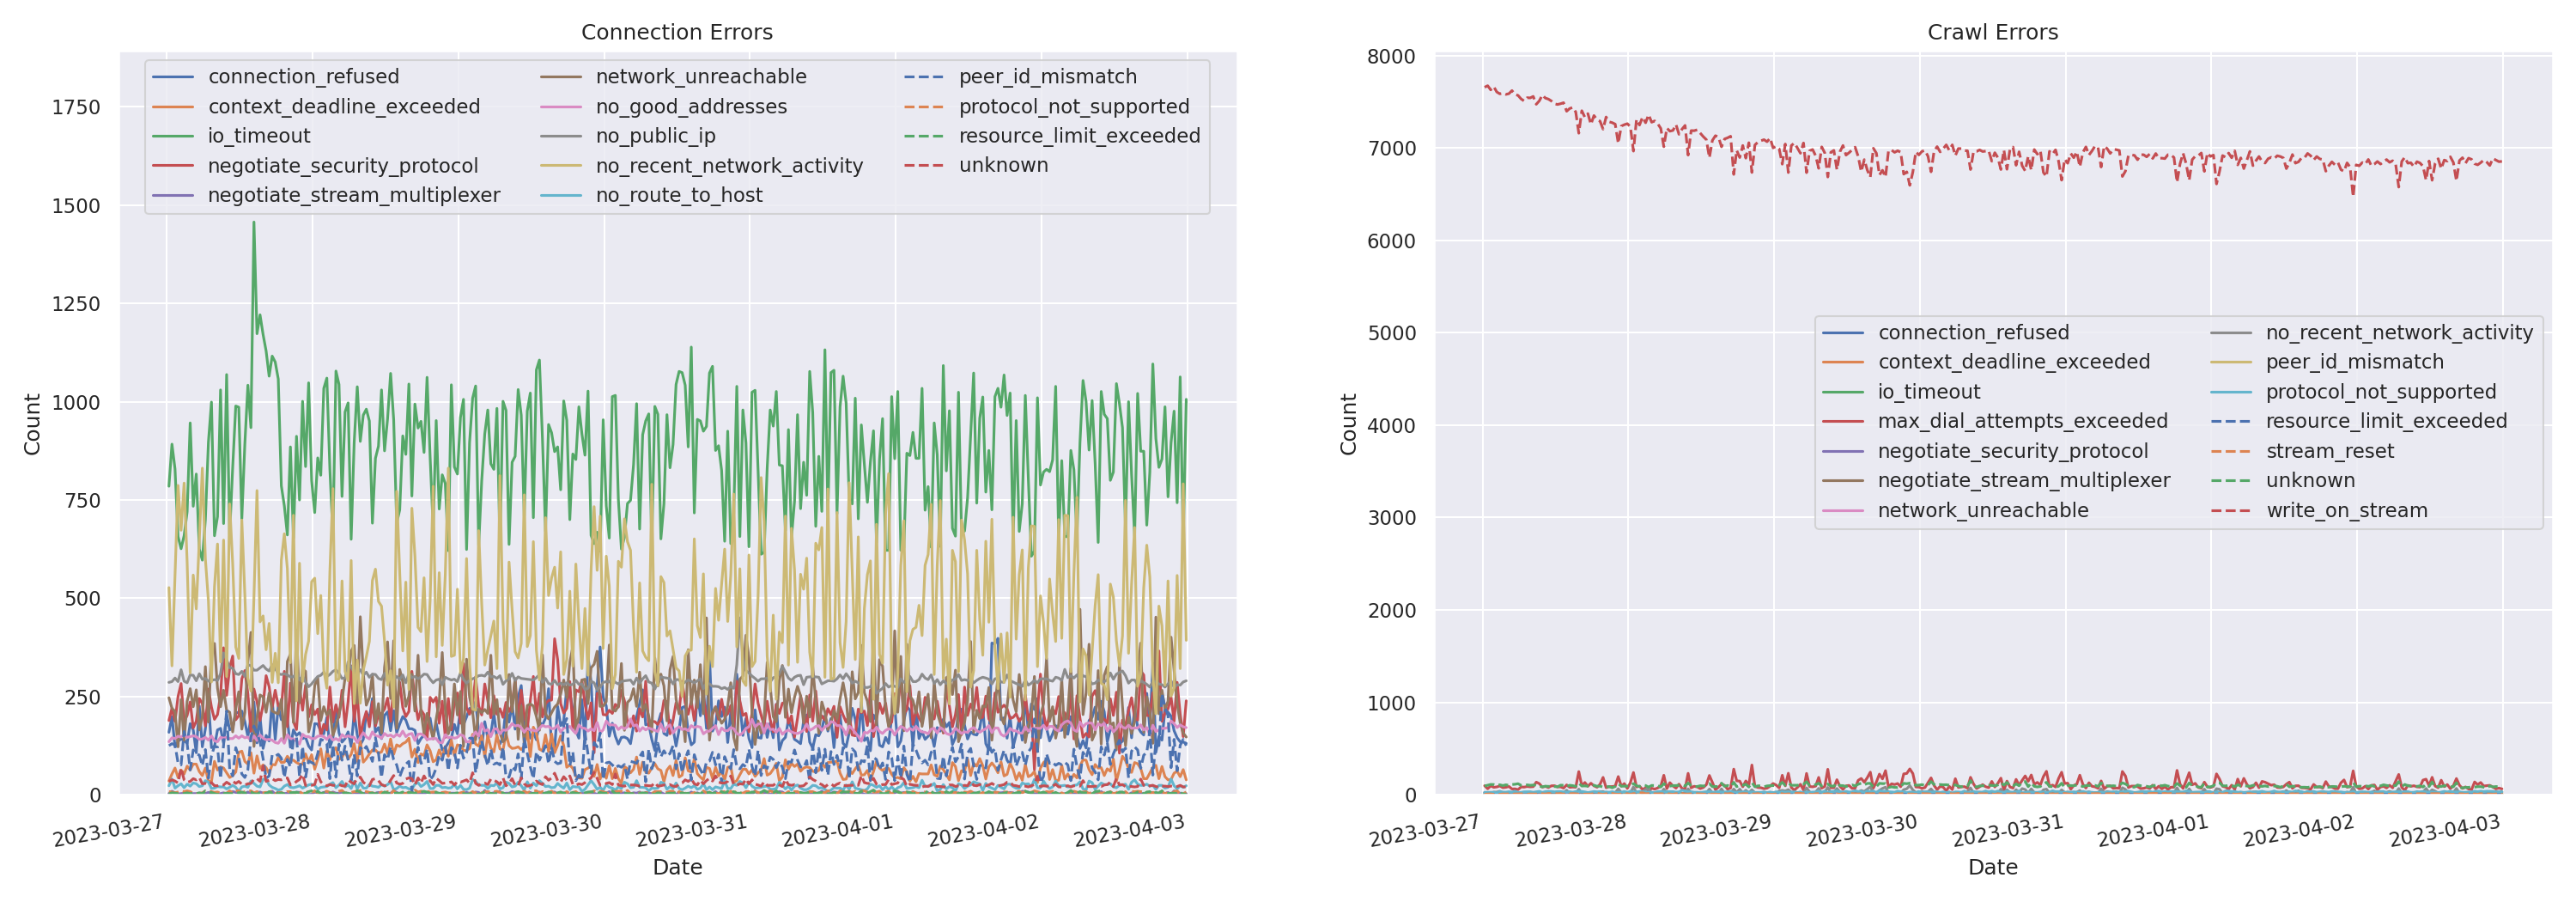 Connection Errors
Count
1750
1500
1250
1000
750
500
250
0
connection_refused
context_deadline_exceeded
io_timeout
negotiate_security_protocol
negotiate_stream_multiplexer
network_unreachable
no_good_addresses
no_public_ip
no_recent_network_activity
no_route_to_host
peer_id_mismatch
protocol_not_supported
resource_limit_exceeded
unknown
2023-03-27
2023-03-28
2023-03-29
2023-03-30
2023-03-31
2023-04-01
2023-04-02
2023-04-03
Date
Crawl Errors
Count
8000
7000
6000
5000
4000
3000
2000
1000
0
connection_refused
context_deadline_exceeded
io_timeout
max_dial_attempts_exceeded
negotiate_security_protocol
negotiate_stream_multiplexer
network_unreachable
no_recent_network_activity
peer_id_mismatch
protocol_not_supported
resource_limit_exceeded
stream_reset
unknown
write_on_stream
2023-03-27
2023-03-28
2023-03-29
2023-03-30
2023-03-31
2023-04-01
2023-04-02
2023-04-03
Date